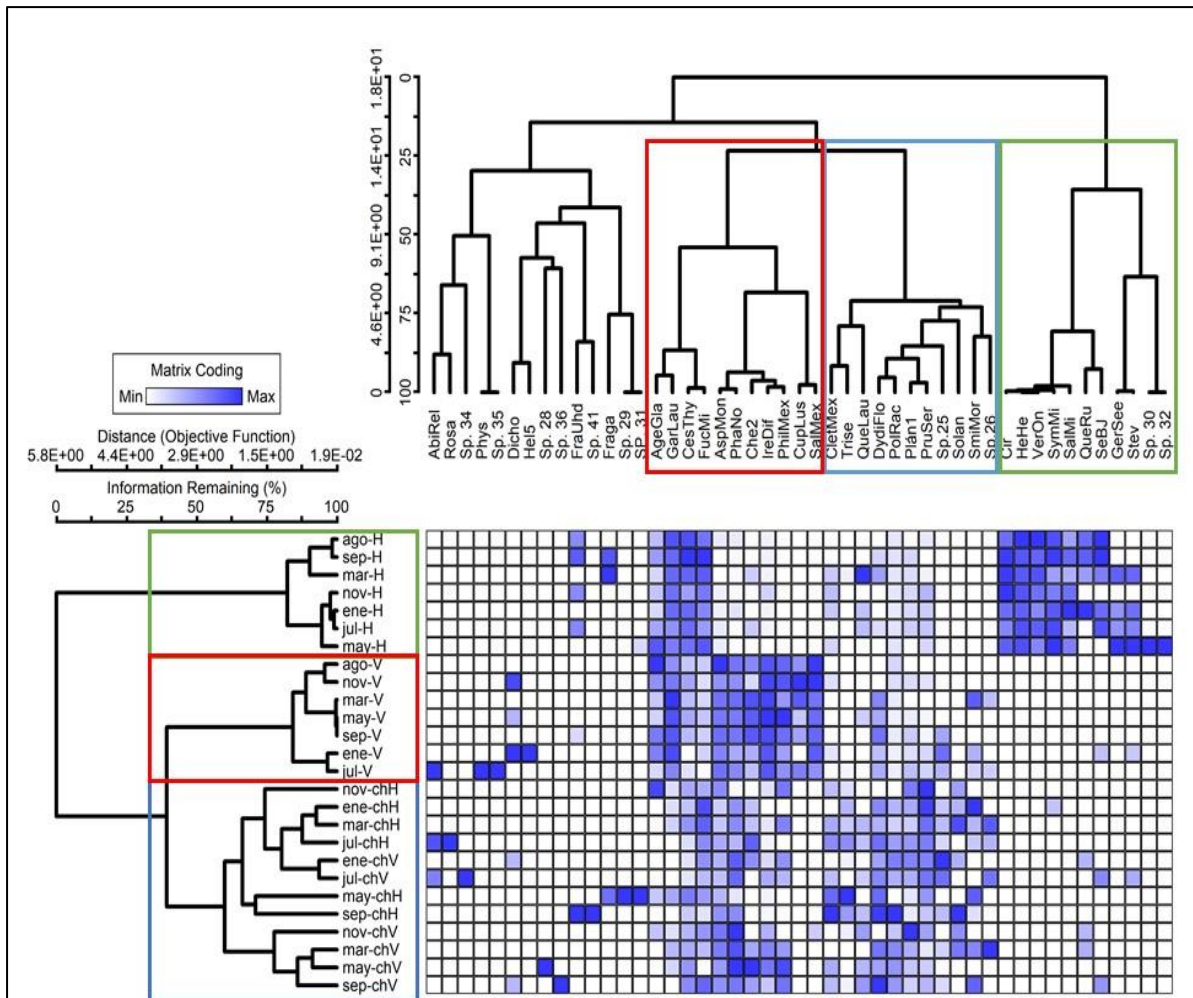 1.8E+01
1.4E+01
9.1E+00
4.6E+00
0
0
25
50
75
100
AbiRel
Rosa
Sp. 34
Phys
Sp. 35
Dicho
Hel5
Sp. 28
Sp. 36
FraUhd
Sp. 41
Fraga
Sp. 29
SP. 31
AgeGla
GarLau
CesThy
FucMi
AspMon
PhaNo
Che2
IreDif
PhilMex
CupLus
SalMex
CletMex
Trise
QueLau
DydiFlo
PolRac
Plán1
PruSer
Sp.25
Solan
SmiMor
Sp.26
Cir
HeHe
VerOn
SymMi
SalMi
QueRu
SeBJ
GerSee
Stev
Sp. 30
Sp. 32
Matrix Coding
Min Max
Distance (Objective Function)
5.8E+00 4.4E+00 2.9E+00 1.5E+00 1.9E-02
Information Remaining (%)
0 25 50 75 100
ago-H
sep-H
mar-H
nov-H
ene-H
jul-H
may-H
ago-V
nov-V
mar-V
may-V
sep-V
ene-V
jul-V
nov-chH
ene-chH
mar-chH
jul-chH
ene-chV
jul-chV
may-chH
sep-chH
nov-chV
mar-chV
may-chV
sep-chV